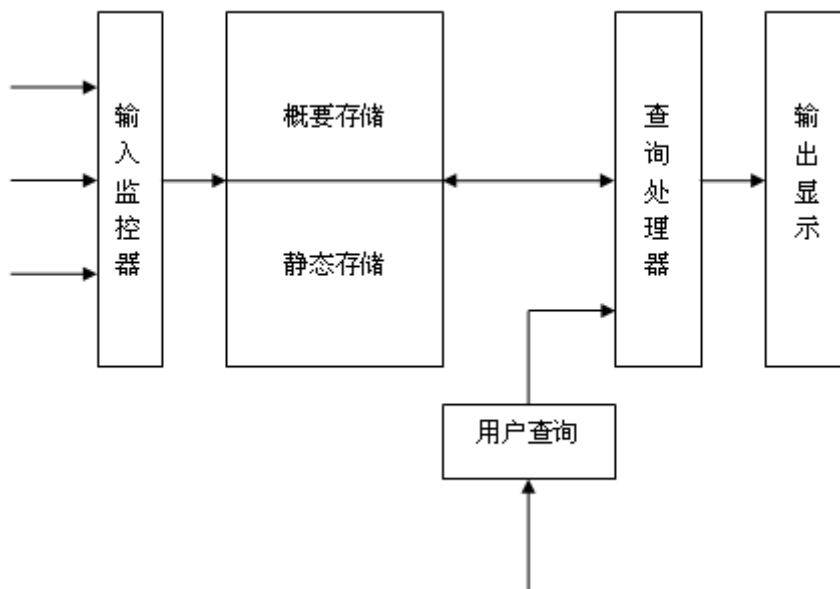 输入监控器
概要存储
静态存储
查询处理器
输出显示
用户查询